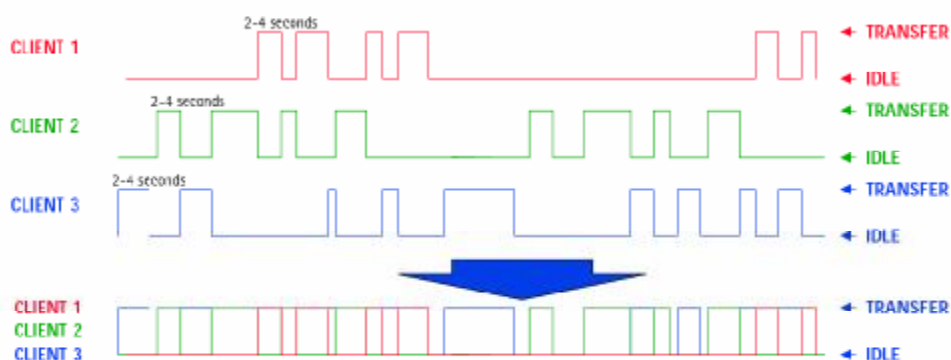 2-4 seconds
CLIENT 1
TRANSFER
IDLE
2-4 seconds
CLIENT 2
TRANSFER
IDLE
2-4 seconds
CLIENT 3
TRANSFER
IDLE
CLIENT 1
TRANSFER
CLIENT 2
CLIENT 3
IDLE